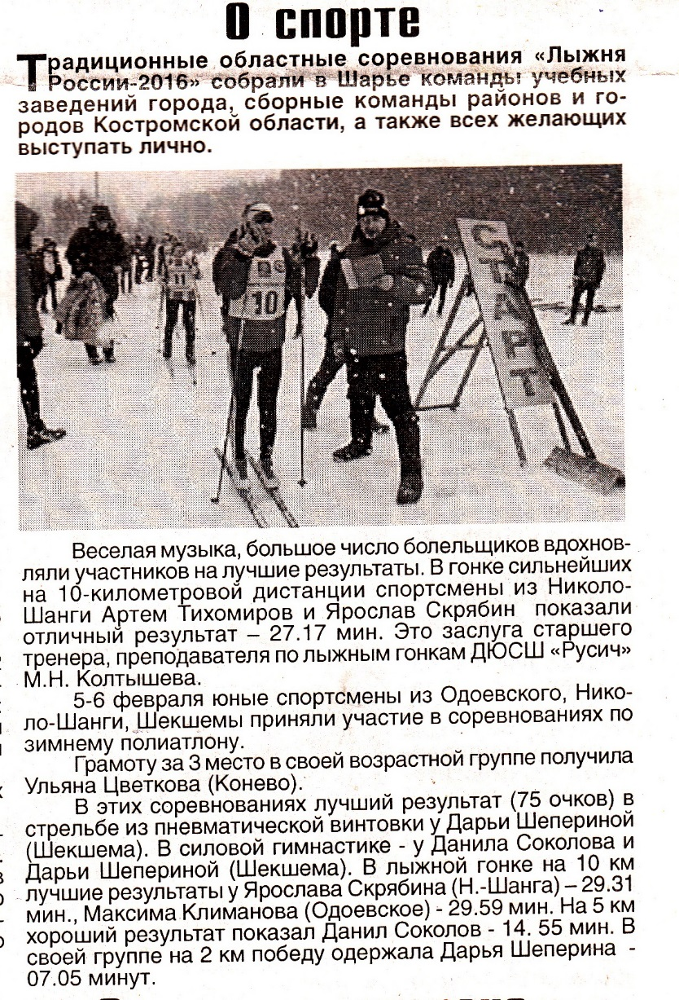 О спорте
Традиционные областные соревнования «Лыжня
России-2016» собрали в Шарье команды учебных
заведений города, сборные команды районов и го-
родов Костромской области, а также всех желающих
выступать лично.
11
10
СТАРТ
Веселая музыка, большое число болельщиков вдохнов-
ляли участников на лучшие результаты. В гонке сильнейших
на 10-километровой дистанции спортсмены из Николо-
Шанги Артем Тихомиров и Ярослав Скрябин показали
отличный результат – 27.17 мин. Это заслуга старшего
тренера, преподавателя по лыжным гонкам ДЮСШ «Русич»
М.Н. Колтышева.
5-6 февраля юные спортсмены из Одоевского, Нико-
ло-Шанги, Шекшемы приняли участие в соревнованиях по
зимнему полиатлону.
Грамоту за 3 место в своей возрастной группе получила
Ульяна Цветкова (Конево).
В этих соревнованиях лучший результат (75 очков) в
стрельбе из пневматической винтовки у Дарьи Шепериной
(Шекшема). В силовой гимнастике - у Данила Соколова и
Дарьи Шепериной (Шекшема). В лыжной гонке на 10 км
лучшие результаты у Ярослава Скрябина (Н.-Шанга) – 29.31
мин., Максима Климанова (Одоевское) - 29.59 мин. На 5 км
хороший результат показал Данил Соколов - 14. 55 мин. В
своей группе на 2 км победу одержала Дарья Шеперина -
07.05 минут.